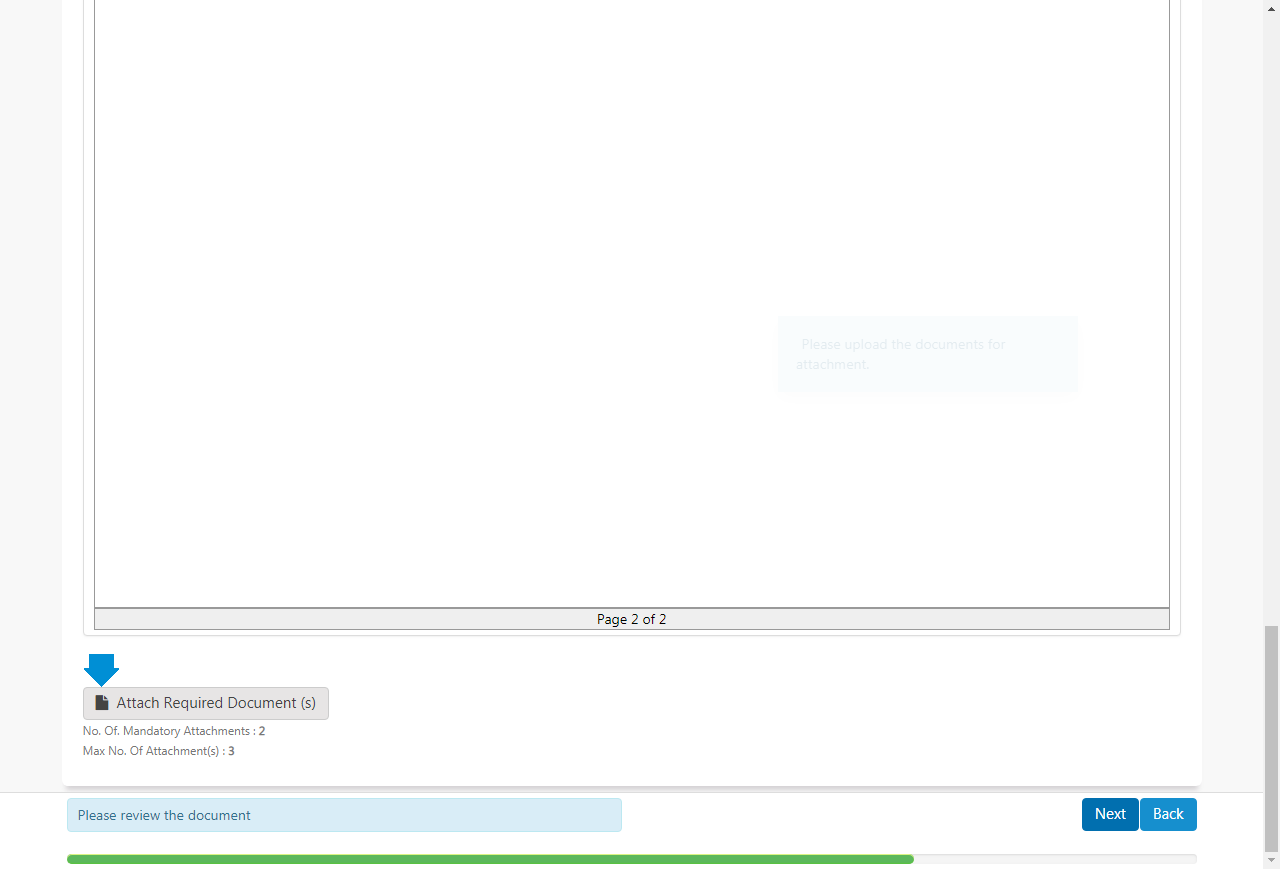 Please upload the documents for
attachment.
Page 2 of 2
Attach Required Document (s)
No. Of. Mandatory Attachments : 2
Max No. Of Attachment(s) : 3
Please review the document
Next
Back